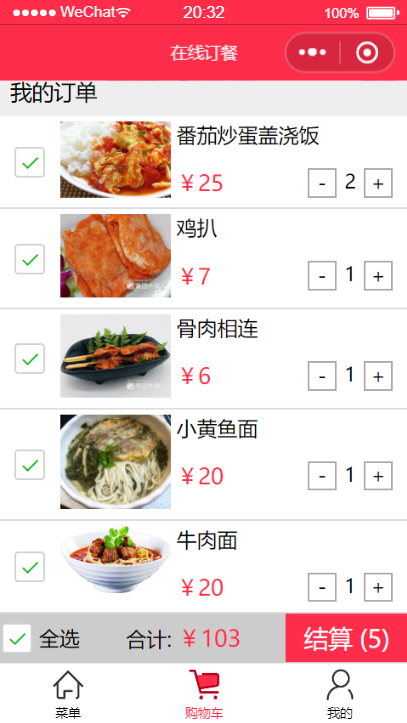 WeChat 20:32 100%
在线订餐
我的订单
番茄炒蛋盖浇饭
￥25 - 2 +
鸡扒
￥7 - 1 +
骨肉相连
￥6 - 1 +
小黄鱼面
￥20 - 1 +
牛肉面
￥20 - 1 +
全选 合计: ￥103 结算 (5)
菜单 购物车 我的